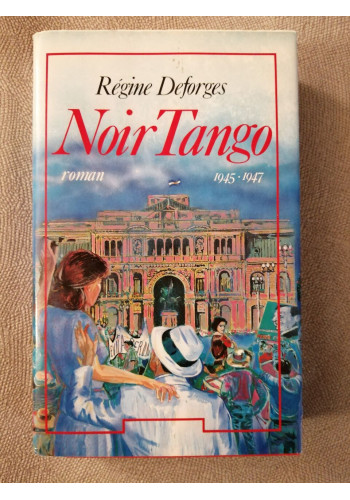 Régine Deforges
Noir Tango
roman 1945-1947